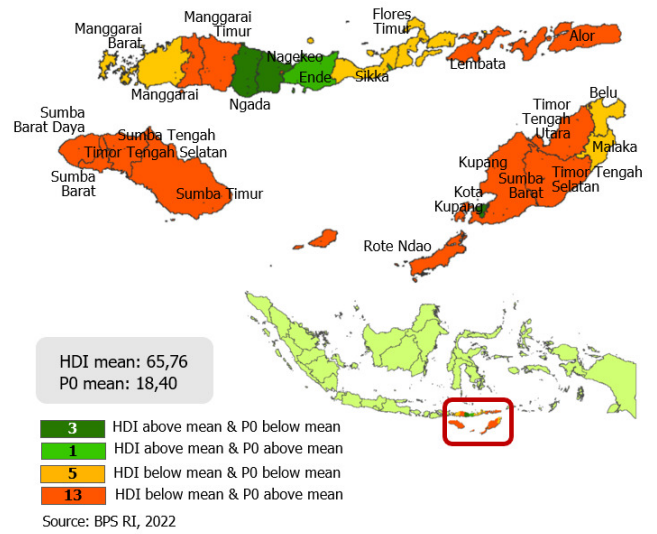 Manggarai
Barat
Manggarai
Timur
Flores
Timur
Nagekeo
Ende
Sikka
Lembata
Alor
Manggarai
Ngada
Belu
Timor
Tengah
Utara
Malaka
Sumba
Barat Daya
Sumba Tengah
Timor Tengah Selatan
Sumba
Barat
Sumba Timur
Kupang
Sumba
Barat
Timor Tengah
Selatan
Kota
Kupang
Rote Ndao
HDI mean: 65,76
P0 mean: 18,40
3 HDI above mean & P0 below mean
1 HDI above mean & P0 above mean
5 HDI below mean & P0 below mean
13 HDI below mean & P0 above mean
Source: BPS RI, 2022